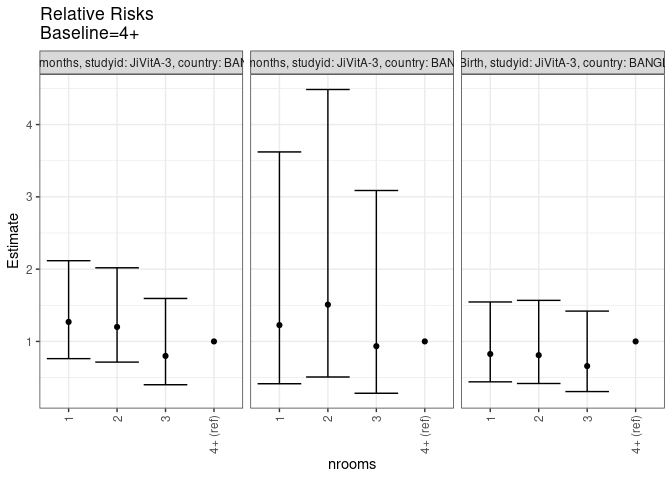 Relative Risks
Baseline=4+
months, studyid: JiVitA-3, country: BAN
months, studyid: JiVitA-3, country: BAN
Birth, studyid: JiVitA-3, country: BANGL
4
3
2
1
Estimate
1
2
3
4+ (ref)
1
2
3
4+ (ref)
1
2
3
4+ (ref)
nrooms